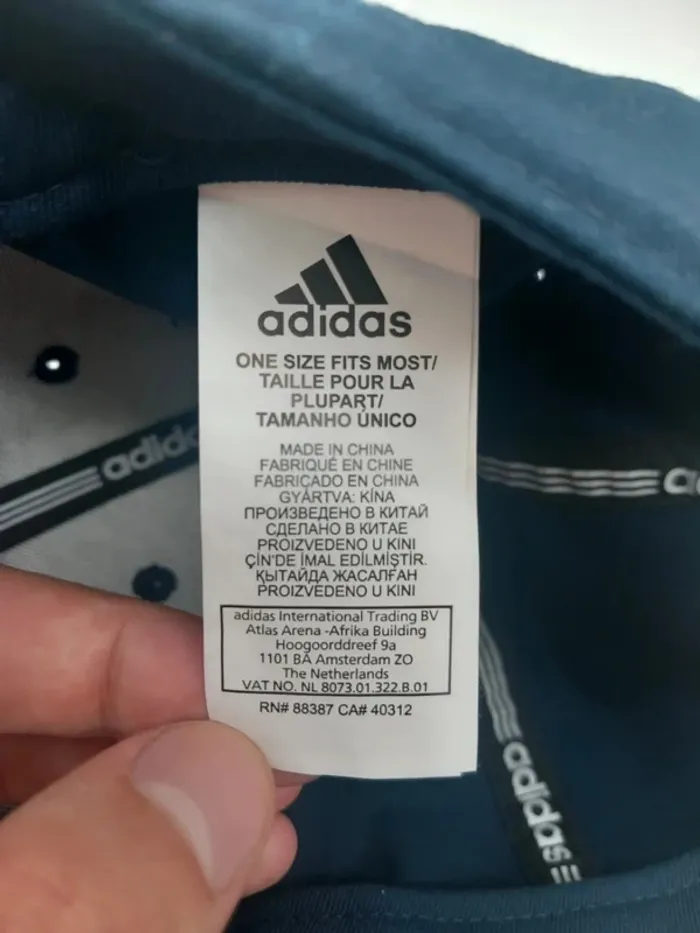 adidas
ONE SIZE FITS MOST/
TAILLE POUR LA
PLUPART/
TAMANHO ÚNICO
MADE IN CHINA
FABRIQUÉ EN CHINE
FABRICADO EN CHINA
GYÁRTVA: KÍNA
ПРОИЗВЕДЕНО В КИТАЙ
СДЕЛАНО В КИТАЕ
PROIZVEDENO U KINI
ÇİN'DE İMAL EDİLMİŞTİR.
ҚЫТАЙДА ЖАСАЛҒАН
PROIZVEDENO U KINI
adidas International Trading BV
Atlas Arena -Afrika Building
Hoogoorddreef 9a
1101 BA Amsterdam ZO
The Netherlands
VAT NO. NL 8073.01.322.B.01
RN# 88387 CA# 40312
adidas
adidas